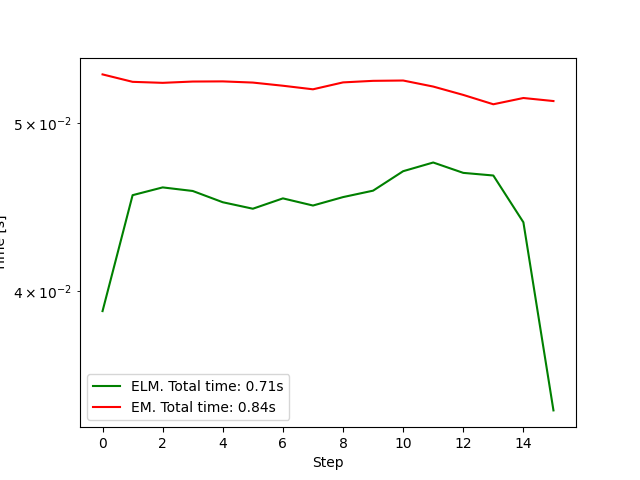 5 × 10⁻²
4 × 10⁻²
ELM. Total time: 0.71s
EM. Total time: 0.84s
0 2 4 6 8 10 12 14
Step
[s]